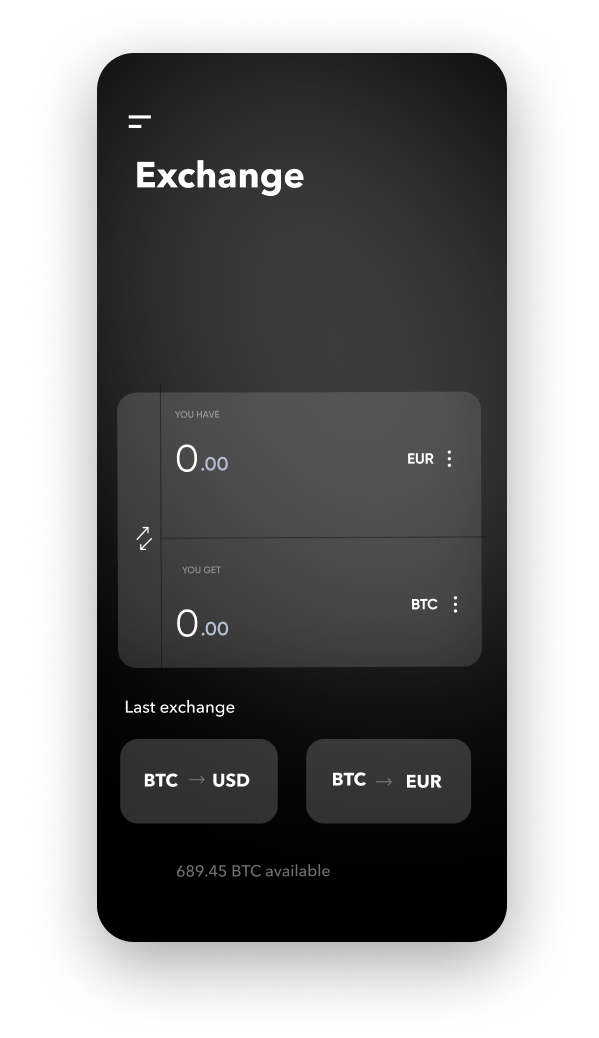 Exchange
YOU HAVE
0.00
EUR
YOU GET
0.00
BTC
Last exchange
BTC → USD
BTC → EUR
689.45 BTC available